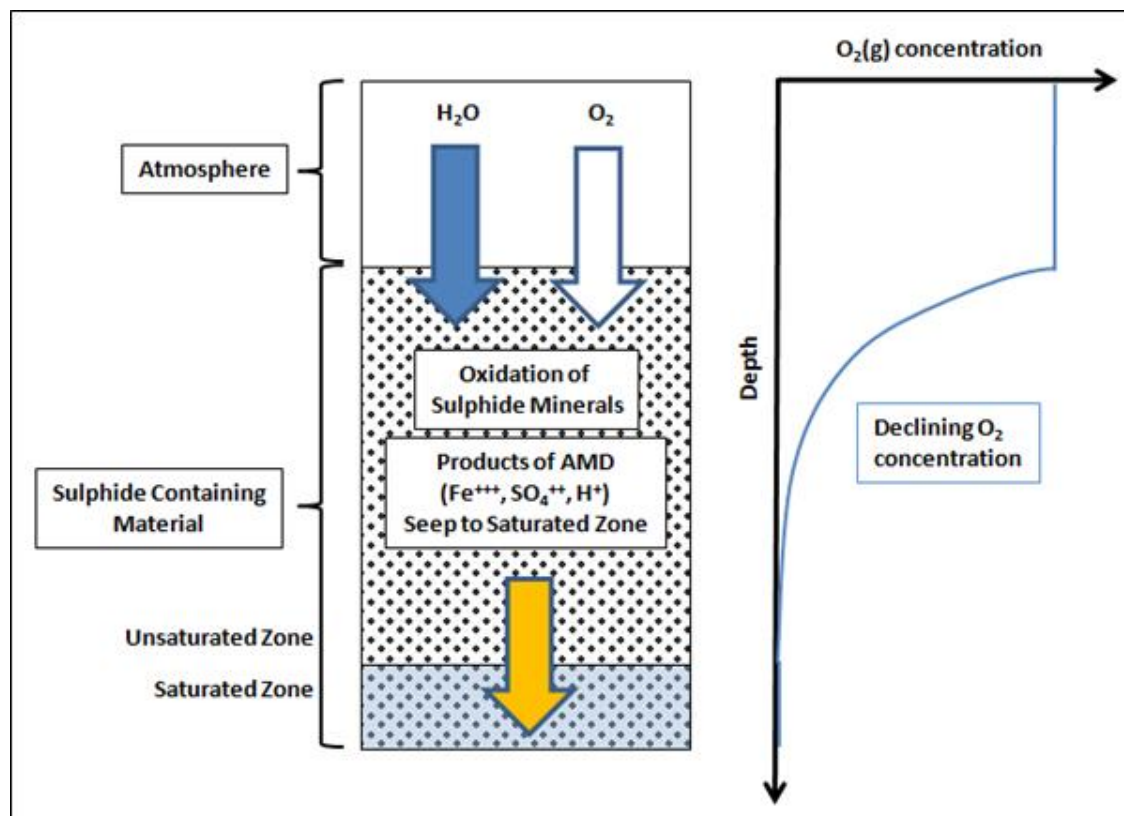 O₂(g) concentration
H₂O
O₂
Atmosphere
Oxidation of
Sulphide Minerals
Products of AMD
(Fe⁺⁺⁺, SO₄⁺⁺, H⁺)
Seep to Saturated Zone
Sulphide Containing
Material
Unsaturated Zone
Saturated Zone
Depth
Declining O₂
concentration